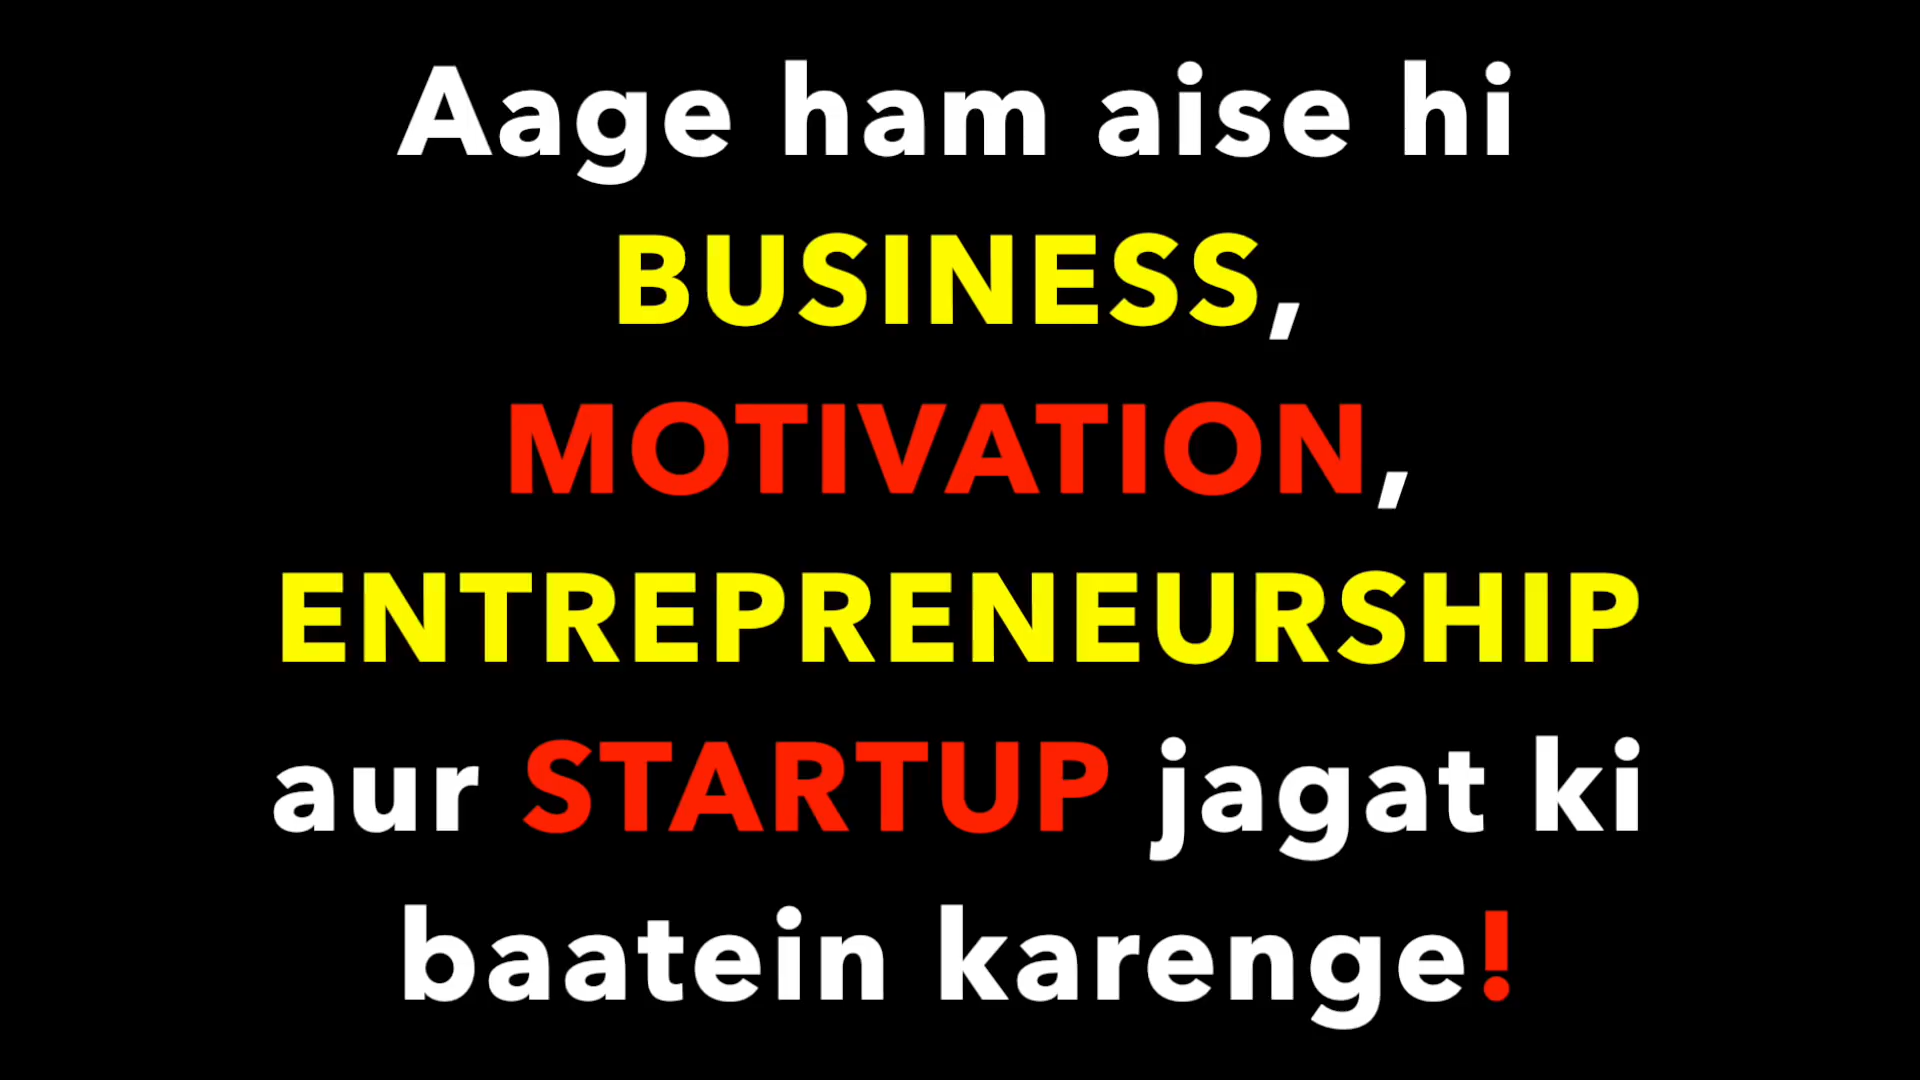 Aage ham aise hi
BUSINESS,
MOTIVATION,
ENTREPRENEURSHIP
aur STARTUP jagat ki
baatein karenge!